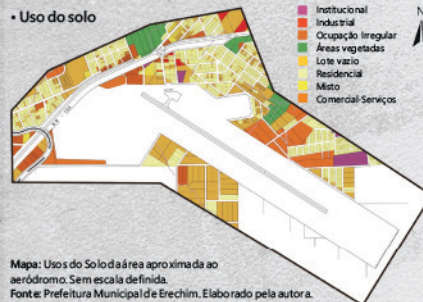 • Uso do solo
Institucional
Industrial
Ocupação Irregular
Áreas vegetadas
Lote vazio
Residencial
Misto
Comercial-Serviços
N
Mapa: Usos do Solo da área aproximada ao
aeródromo. Sem escala definida.
Fonte: Prefeitura Municipal de Erechim. Elaborado pela autora.